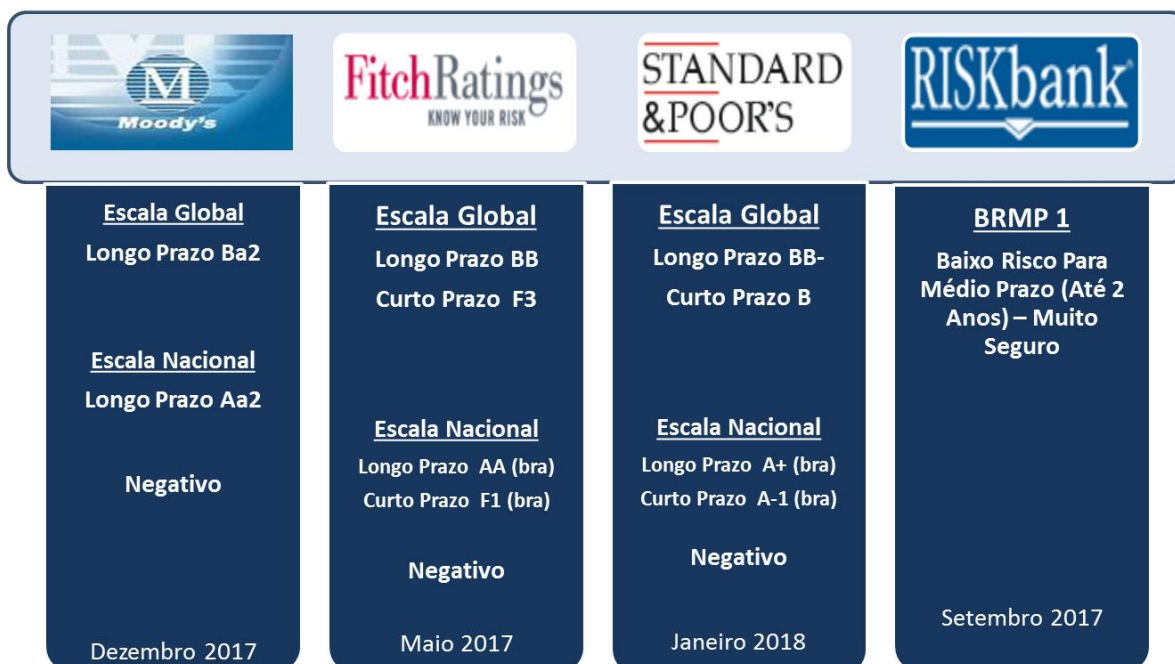 M
Moody's
Escala Global
Longo Prazo Ba2
Escala Nacional
Longo Prazo Aa2
Negativo
Dezembro 2017
FitchRatings
KNOW YOUR RISK
Escala Global
Longo Prazo BB
Curto Prazo F3
Escala Nacional
Longo Prazo AA (bra)
Curto Prazo F1 (bra)
Negativo
Maio 2017
STANDARD
&POOR'S
Escala Global
Longo Prazo BB-
Curto Prazo B
Escala Nacional
Longo Prazo A+ (bra)
Curto Prazo A-1 (bra)
Negativo
Janeiro 2018
RISKbank®
BRMP 1
Baixo Risco Para
Médio Prazo (Até 2
Anos) – Muito
Seguro
Setembro 2017